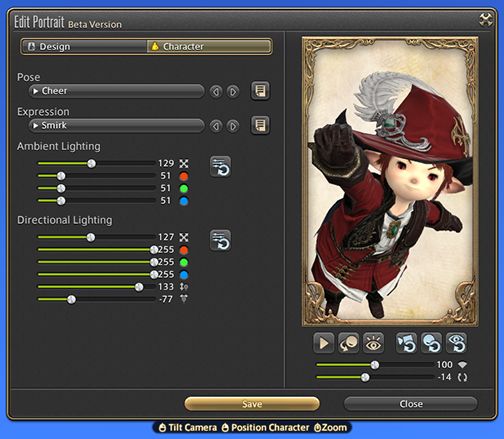 Edit Portrait Beta Version
Design Character
Pose
Cheer
Expression
Smirk
Ambient Lighting
129
51
51
51
Directional Lighting
127
255
255
255
133
-77
100
-14
Save Close
Tilt Camera Position Character Zoom